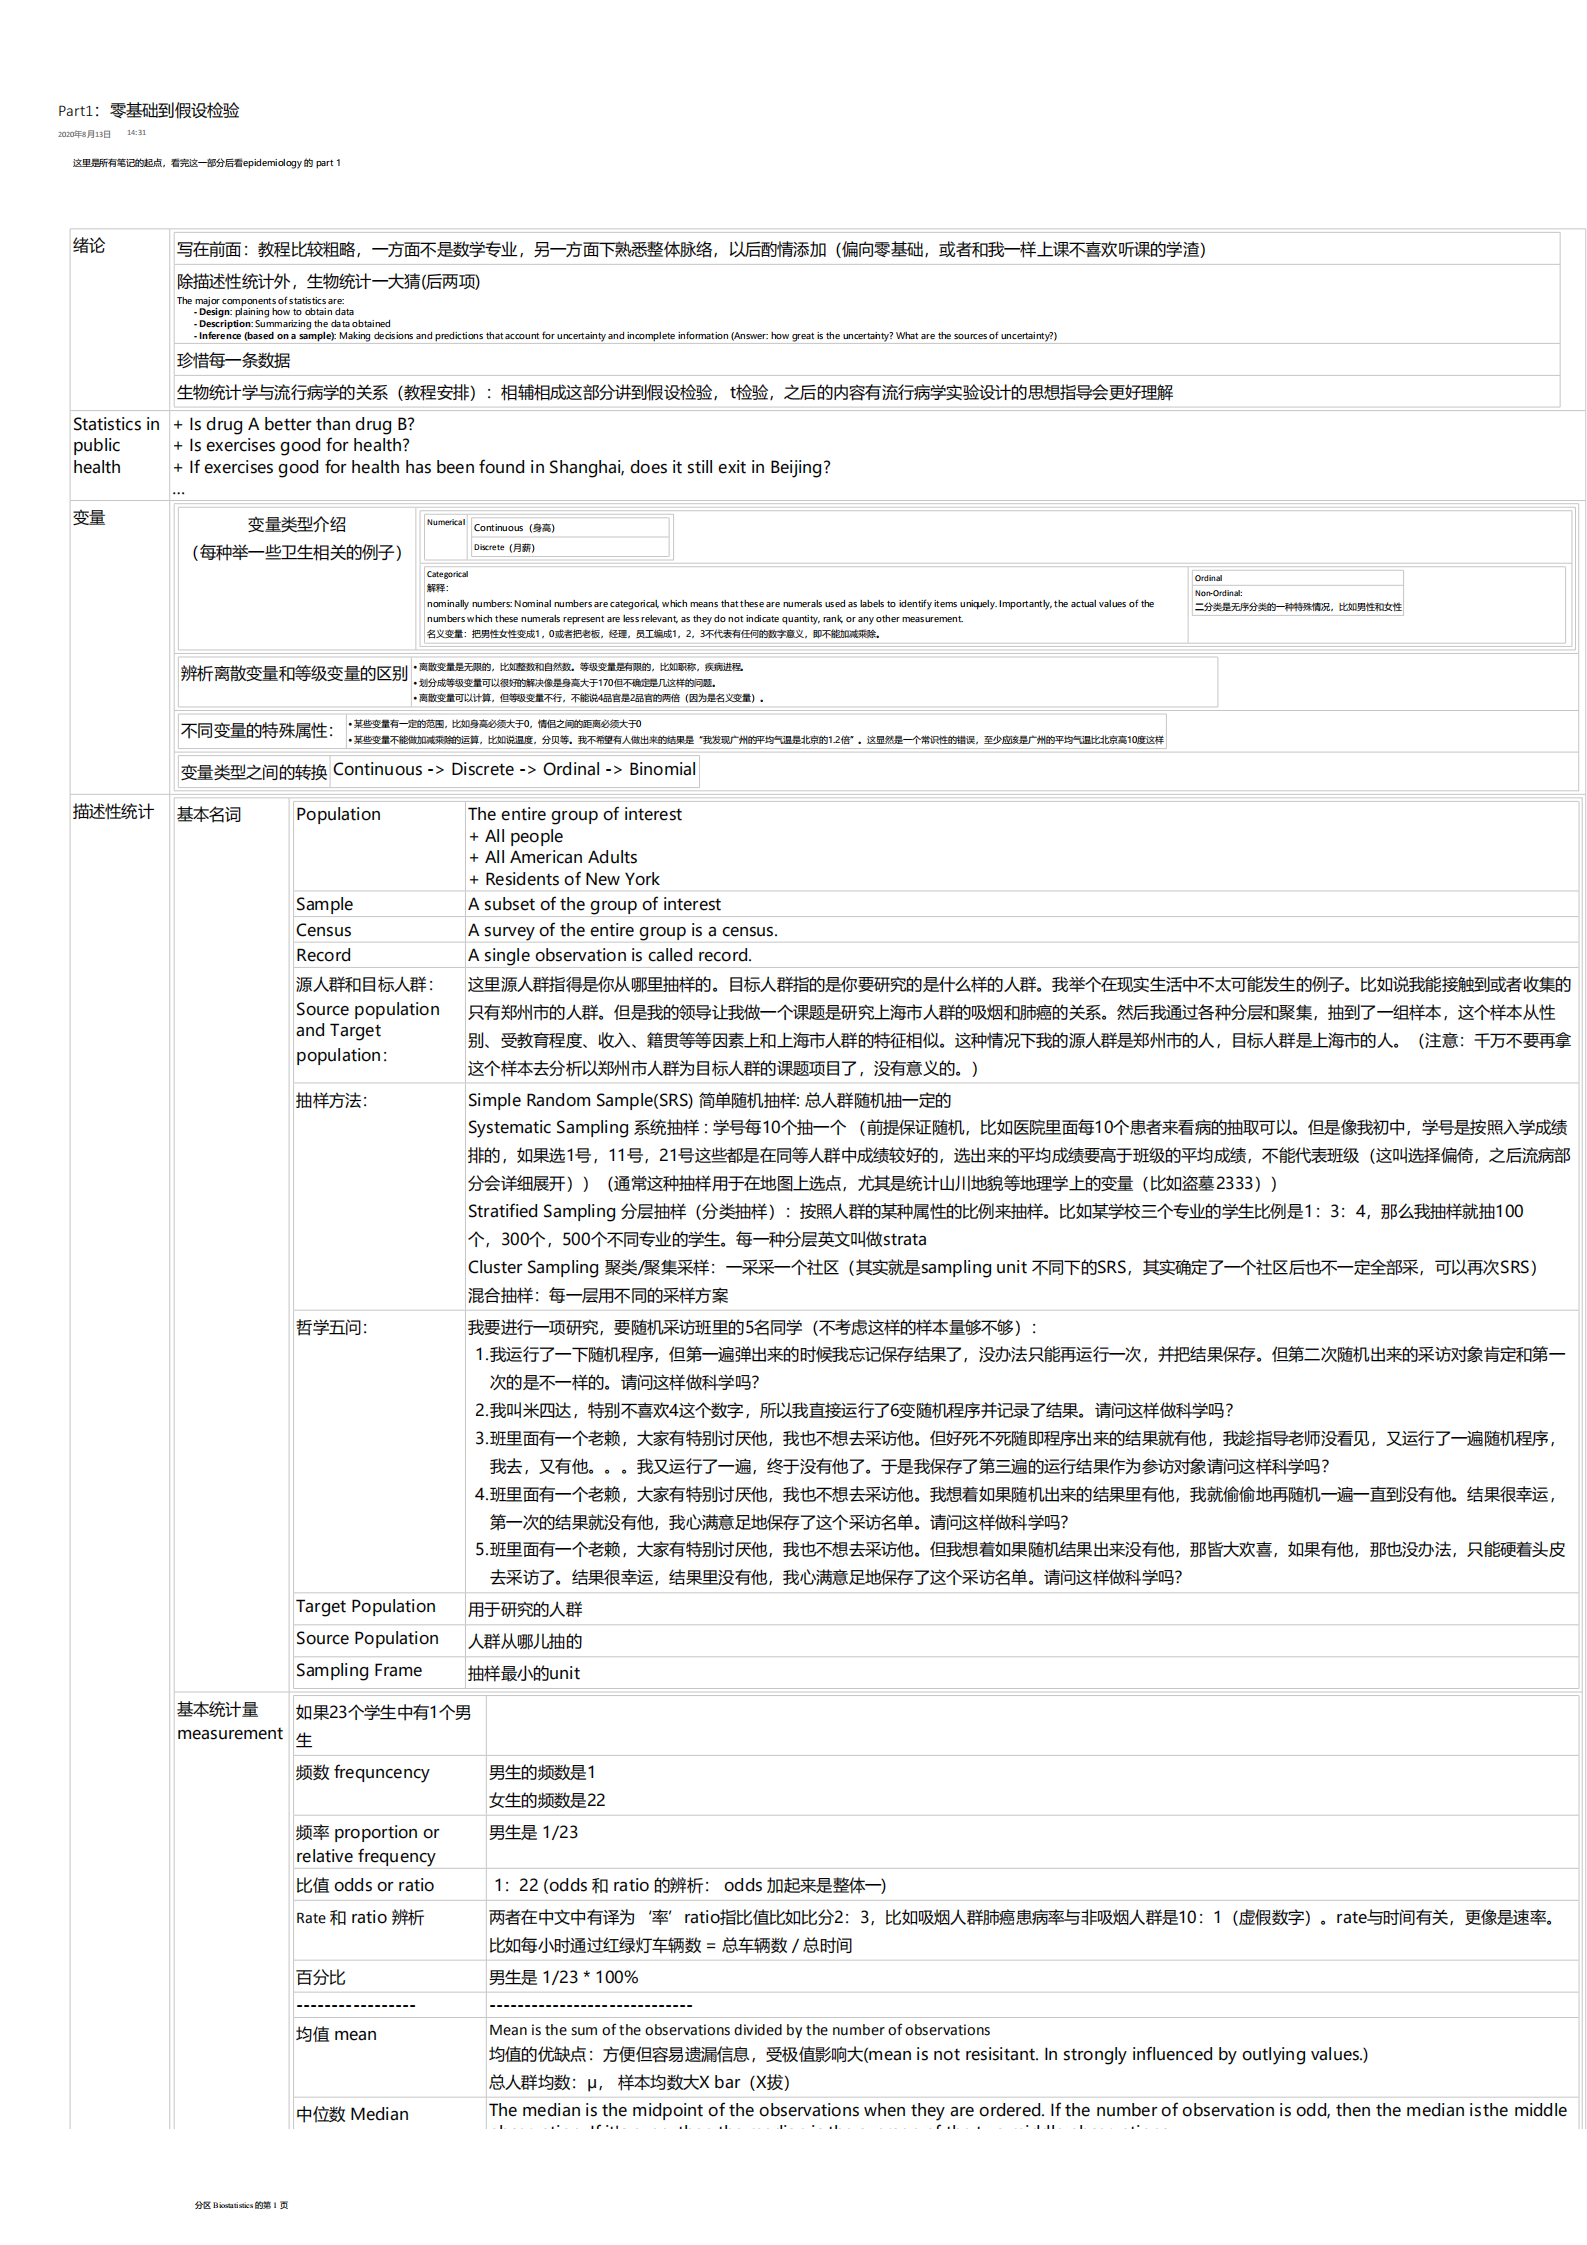 Part1：零基础到假设检验
2020年8月13日 14:31
这里是所有笔记的起点，看完这一部分后看epidemiology 的 part 1
绪论
写在前面：教程比较粗略，一方面不是数学专业，另一方面下熟悉整体脉络，以后酌情添加（偏向零基础，或者和我一样上课不喜欢听课的学渣）
除描述性统计外，生物统计一大猜(后两项)
The major components of statistics are:
- Design: plaining how to obtain data
- Description: Summarizing the data obtained
- Inference (based on a sample): Making decisions and predictions that account for uncertainty and incomplete information (Answer: how great is the uncertainty? What are the sources of uncertainty?)
珍惜每一条数据
生物统计学与流行病学的关系（教程安排）：相辅相成这部分讲到假设检验，t检验，之后的内容有流行病学实验设计的思想指导会更好理解
Statistics in
public
health
+ Is drug A better than drug B?
+ Is exercises good for health?
+ If exercises good for health has been found in Shanghai, does it still exit in Beijing?
...
变量
变量类型介绍
（每种举一些卫生相关的例子）
Numerical
Continuous（身高）
Discrete（月薪）
Categorical
解释：
nominally numbers: Nominal numbers are categorical, which means that these are numerals used as labels to identify items uniquely. Importantly, the actual values of the
numbers which these numerals represent are less relevant, as they do not indicate quantity, rank, or any other measurement.
名义变量：把男性女性变成1，0或者把老板，经理，员工编成1，2，3不代表有任何的数字意义，即不能加减乘除。
Ordinal
Non-Ordinal:
二分类是无序分类的一种特殊情况，比如男性和女性
辨析离散变量和等级变量的区别
• 离散变量是无限的，比如整数和自然数。等级变量是有限的，比如职称，疾病进程。
• 划分成等级变量可以很好的解决像是身高大于170但不确定是几这样的问题。
• 离散变量可以计算，但等级变量不行，不能说4品官是2品官的两倍（因为是名义变量）。
不同变量的特殊属性：
• 某些变量有一定的范围，比如身高必须大于0，情侣之间的距离必须大于0
• 某些变量不能做加减乘除的运算，比如说温度，分贝等。我不希望有人做出来的结果是“我发现广州的平均气温是北京的1.2倍”。这显然是一个常识性的错误，至少应该是广州的平均气温比北京高10度这样
变量类型之间的转换
Continuous -> Discrete -> Ordinal -> Binomial
描述性统计
基本名词
Population
The entire group of interest
+ All people
+ All American Adults
+ Residents of New York
Sample
A subset of the group of interest
Census
A survey of the entire group is a census.
Record
A single observation is called record.
源人群和目标人群：
Source population
and Target
population：
这里源人群指得是你从哪里抽样的。目标人群指的是你要研究的是什么样的人群。我举个在现实生活中不太可能发生的例子。比如说我能接触到或者收集的
只有郑州市的人群。但是我的领导让我做一个课题是研究上海市人群的吸烟和肺癌的关系。然后我通过各种分层和聚集，抽到了一组样本，这个样本从性
别、受教育程度、收入、籍贯等等因素上和上海市人群的特征相似。这种情况下我的源人群是郑州市的人，目标人群是上海市的人。（注意：千万不要再拿
这个样本去分析以郑州市人群为目标人群的课题项目了，没有意义的。）
抽样方法：
Simple Random Sample(SRS) 简单随机抽样: 总人群随机抽一定的
Systematic Sampling 系统抽样 : 学号每10个抽一个 （前提保证随机，比如医院里面每10个患者来看病的抽取可以。但是像我初中，学号是按照入学成绩
排的，如果选1号，11号，21号这些都是在同等人群中成绩较好的，选出来的平均成绩要高于班级的平均成绩，不能代表班级（这叫选择偏倚，之后流病部
分会详细展开））（通常这种抽样用于在地图上选点，尤其是统计山川地貌等地理学上的变量（比如盗墓2333））
Stratified Sampling 分层抽样（分类抽样）：按照人群的某种属性的比例来抽样。比如某学校三个专业的学生比例是1：3：4，那么我抽样就抽100
个，300个，500个不同专业的学生。每一种分层英文叫做strata
Cluster Sampling 聚类/聚集采样：一采采一个社区（其实就是sampling unit 不同下的SRS，其实确定了一个社区后也不一定全部采，可以再次SRS）
混合抽样：每一层用不同的采样方案
哲学五问：
我要进行一项研究，要随机采访班里的5名同学（不考虑这样的样本量够不够）：
1.我运行了一下随机程序，但第一遍弹出来的时候我忘记保存结果了，没办法只能再运行一次，并把结果保存。但第二次随机出来的采访对象肯定和第一
次的是不一样的。请问这样做科学吗?
2.我叫米四达，特别不喜欢4这个数字，所以我直接运行了6变随机程序并记录了结果。请问这样做科学吗?
3.班里面有一个老赖，大家有特别讨厌他，我也不想去采访他。但好死不死随即程序出来的结果就有他，我趁指导老师没看见，又运行了一遍随机程序，
我去，又有他。。。我又运行了一遍，终于没有他了。于是我保存了第三遍的运行结果作为参访对象请问这样科学吗?
4.班里面有一个老赖，大家有特别讨厌他，我也不想去采访他。我想着如果随机出来的结果里有他，我就偷偷地再随机一遍一直到没有他。结果很幸运，
第一次的结果就没有他，我心满意足地保存了这个采访名单。请问这样做科学吗?
5.班里面有一个老赖，大家有特别讨厌他，我也不想去采访他。但我想着如果随机结果出来没有他，那皆大欢喜，如果有他，那也没办法，只能硬着头皮
去采访了。结果很幸运，结果里没有他，我心满意足地保存了这个采访名单。请问这样做科学吗?
Target Population
用于研究的人群
Source Population
人群从哪儿抽的
Sampling Frame
抽样最小的unit
基本统计量
measurement
如果23个学生中有1个男
生
频数 frequncency
男生的频数是1
女生的频数是22
频率 proportion or
relative frequency
男生是 1/23
比值 odds or ratio
1：22 (odds 和 ratio 的辨析： odds 加起来是整体一)
Rate 和 ratio 辨析
两者在中文中有译为‘率’ratio指比值比如比分2：3，比如吸烟人群肺癌患病率与非吸烟人群是10：1（虚假数字）。rate与时间有关，更像是速率。
比如每小时通过红绿灯车辆数 = 总车辆数 / 总时间
百分比
男生是 1/23 * 100%
-----------------
-----------------------------
均值 mean
Mean is the sum of the observations divided by the number of observations
均值的优缺点：方便但容易遗漏信息，受极值影响大(mean is not resisitant. In strongly influenced by outlying values.)
总人群均数：μ， 样本均数大X bar（X拔）
中位数 Median
The median is the midpoint of the observations when they are ordered. If the number of observation is odd, then the median is the middle
分区 Biostatistics 的第 1 页